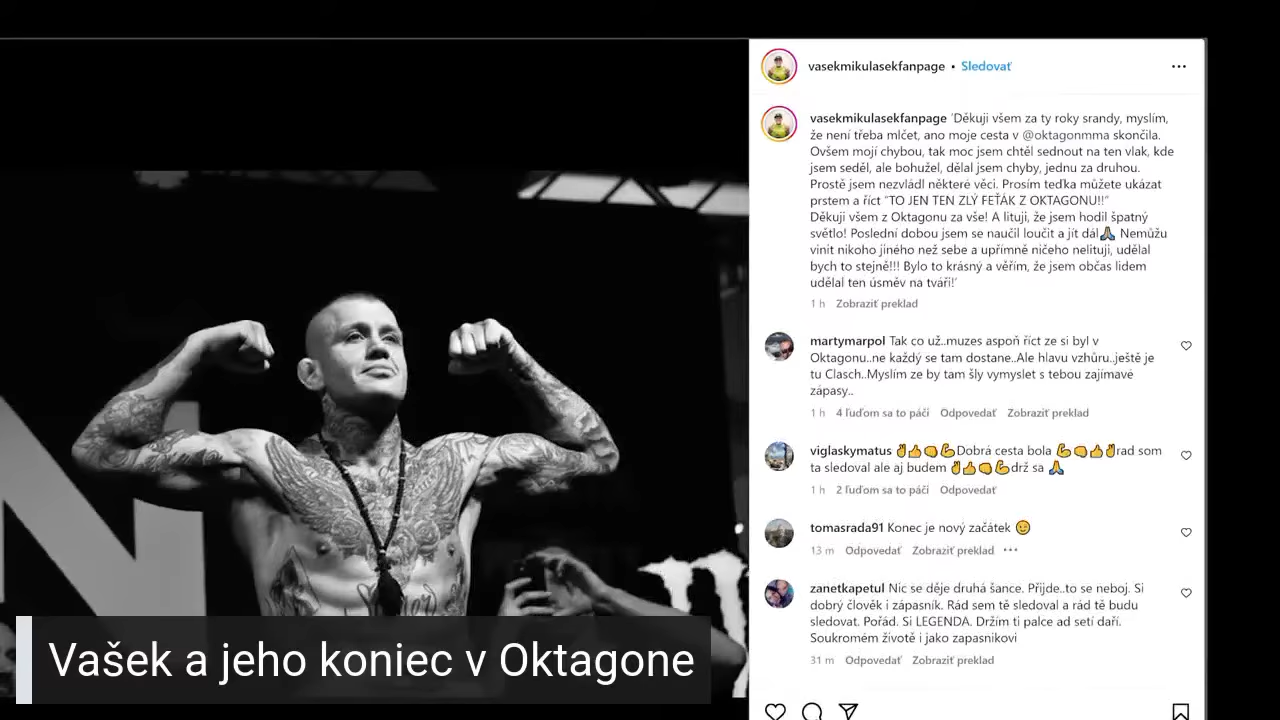 vasekmikulasekfanpage • Sledovať
vasekmikulasekfanpage 'Děkuji všem za ty roky srandy, myslím,
že není třeba mlčet, ano moje cesta v @oktagonmma skončila.
Ovšem mojí chybou, tak moc jsem chtěl sednout na ten vlak, kde
jsem seděl, ale bohužel, dělal jsem chyby, jednu za druhou.
Prostě jsem nezvládl některé věci. Prosím teďka můžete ukázat
prstem a říct "TO JEN TEN ZLÝ FEŤÁK Z OKTAGONU!!"
Děkuji všem z Oktagonu za vše! A lituji, že jsem hodil špatný
světlo! Poslední dobou jsem se naučil loučit a jít dál🙏 Nemůžu
vinit nikoho jiného než sebe a upřímně ničeho nelituji, udělal
bych to stejně!!! Bylo to krásný a věřím, že jsem občas lidem
udělal ten úsměv na tváři!'
1 h Zobraziť preklad
martymarpol Tak co už..muzes aspoň říct ze si byl v
Oktagonu..ne každý se tam dostane..Ale hlavu vzhůru..ještě je
tu Clasch..Myslím ze by tam šly vymyslet s tebou zajímavé
zápasy..
1 h 4 ľuďom sa to páči Odpovedať Zobraziť preklad
viglaskymatus ✌️👍👊💪Dobrá cesta bola 💪👊👍✌️rad som
ta sledoval ale aj budem ✌️👍👊💪drž sa 🙏
1 h 2 ľuďom sa to páči Odpovedať
tomasrada91 Konec je nový začátek 😉
13 m Odpovedať Zobraziť preklad •••
zanetkapetul Nic se děje druhá šance. Přijde..to se neboj. Si
dobrý člověk i zápasník. Rád sem tě sledoval a rád tě budu
sledovat. Pořád. Si LEGENDA. Držím ti palce ad setí daří.
Soukromém životě i jako zapasnikovi
31 m Odpovedať Zobraziť preklad
Vašek a jeho koniec v Oktagone